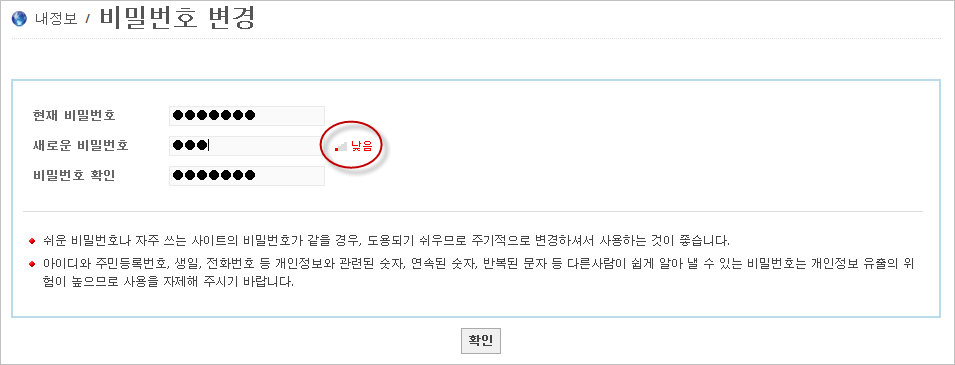 내정보 / 비밀번호 변경
현재 비밀번호 ●●●●●●●
새로운 비밀번호 ●●● 낮음
비밀번호 확인 ●●●●●●●
쉬운 비밀번호나 자주 쓰는 사이트의 비밀번호가 같을 경우, 도용되기 쉬우므로 주기적으로 변경하셔서 사용하는 것이 좋습니다.
아이디와 주민등록번호, 생일, 전화번호 등 개인정보와 관련된 숫자, 연속된 숫자, 반복된 문자 등 다른사람이 쉽게 알아 낼 수 있는 비밀번호는 개인정보 유출의 위
험이 높으므로 사용을 자제해 주시기 바랍니다.
확인